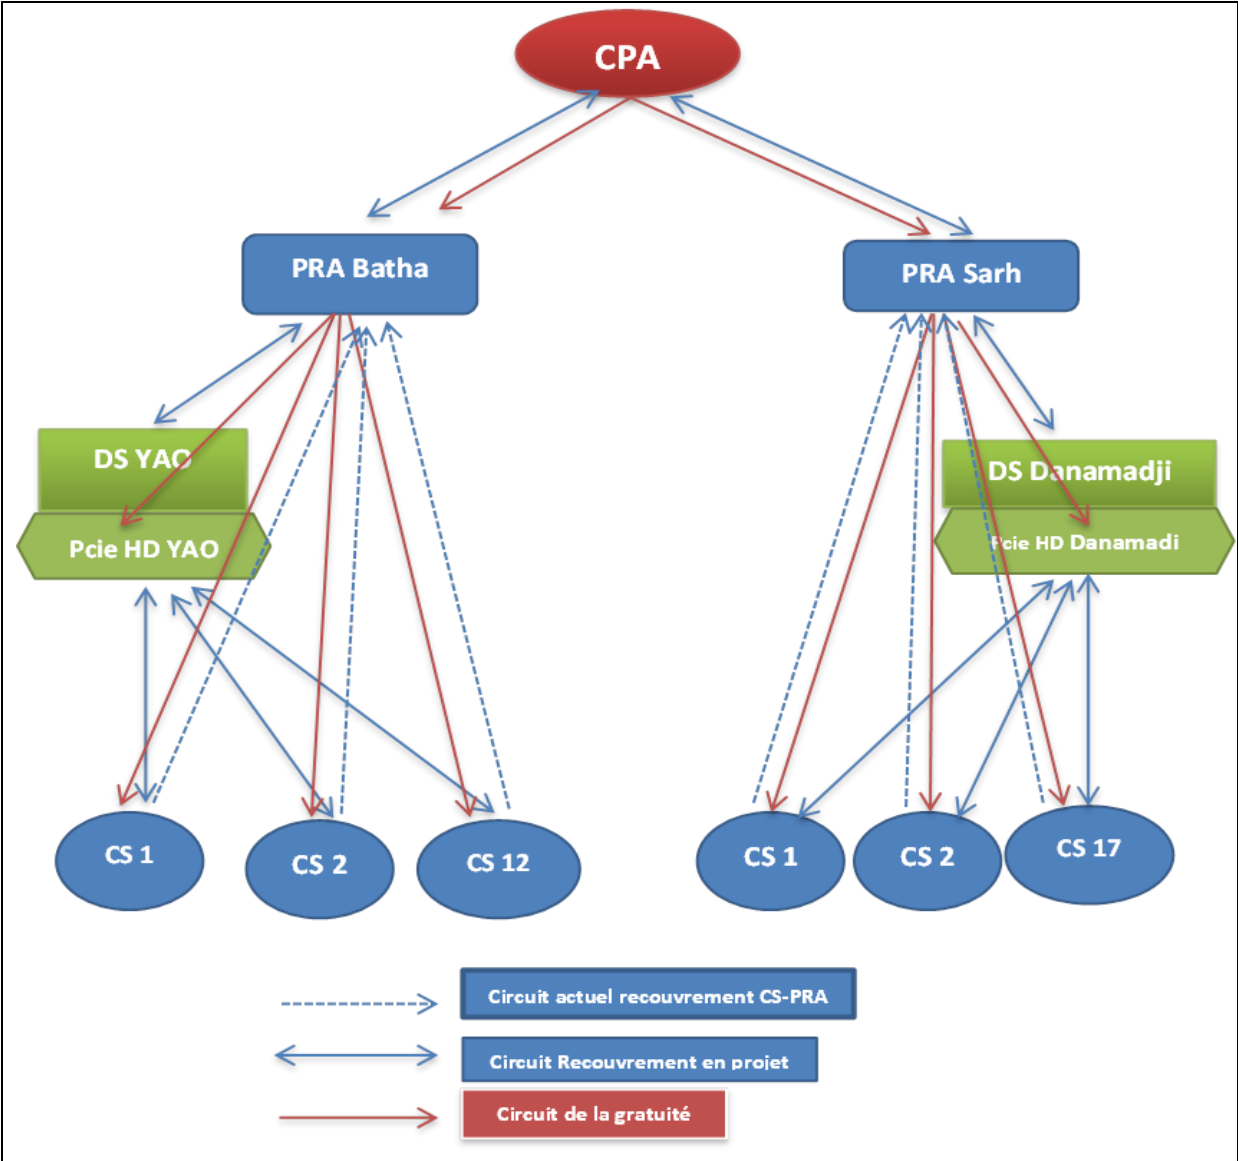 CPA
PRA Batha
PRA Sarh
DS YAO
DS Danamadji
Pcie HD YAO
Pcie HD Danamadi
CS 1
CS 2
CS 12
CS 1
CS 2
CS 17
Circuit actuel recouvrement CS-PRA
Circuit Recouvrement en projet
Circuit de la gratuité